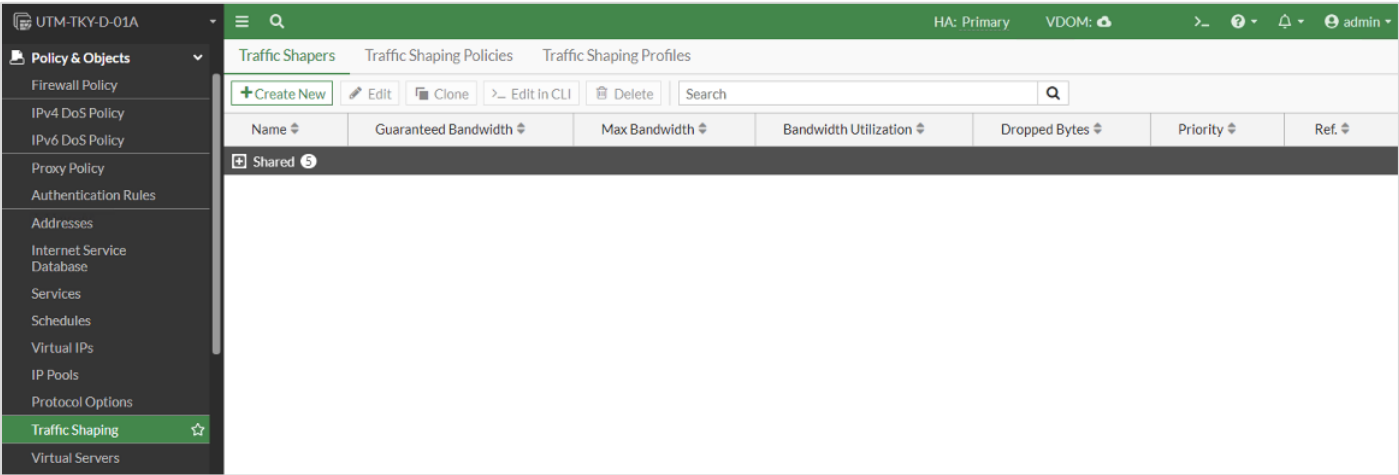 UTM-TKY-D-01A
HA: Primary VDOM: >_ ? admin
Policy & Objects
Firewall Policy
IPv4 DoS Policy
IPv6 DoS Policy
Proxy Policy
Authentication Rules
Addresses
Internet Service
Database
Services
Schedules
Virtual IPs
IP Pools
Protocol Options
Traffic Shaping
Virtual Servers
Traffic Shapers Traffic Shaping Policies Traffic Shaping Profiles
+Create New Edit Clone >_ Edit in CLI Delete Search
Name Guaranteed Bandwidth Max Bandwidth Bandwidth Utilization Dropped Bytes Priority Ref.
+ Shared 5